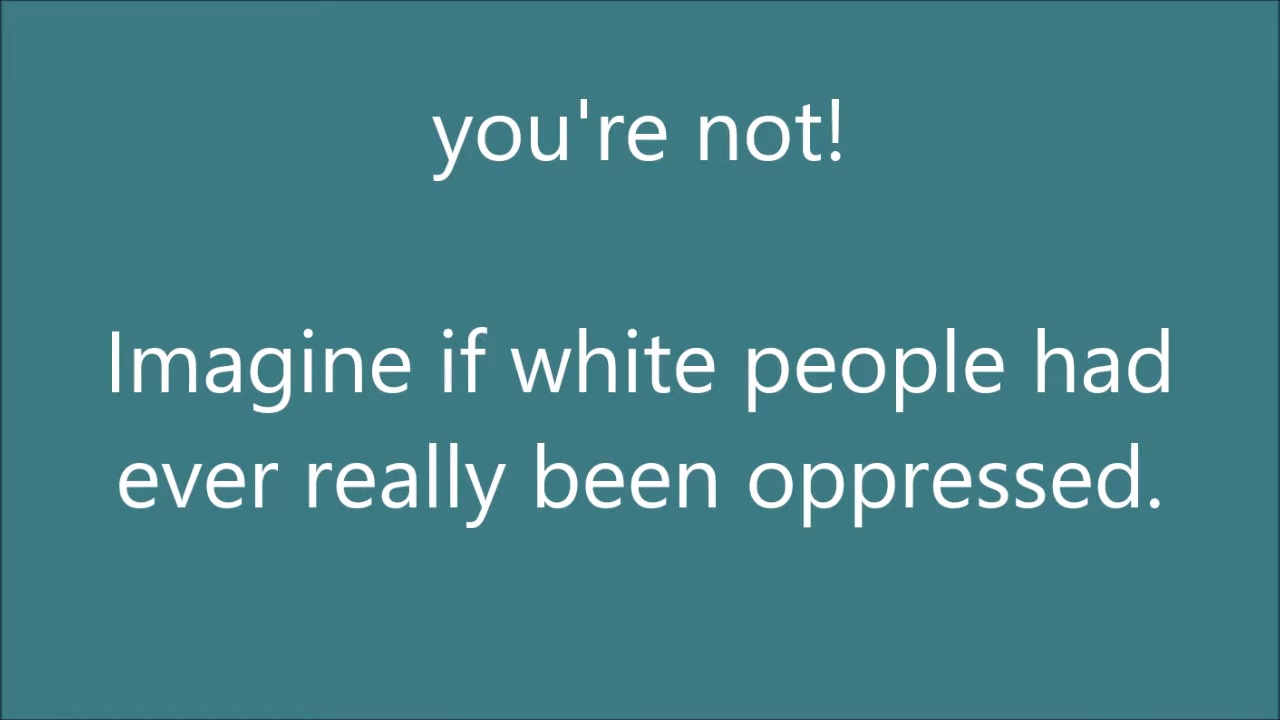 you're not!
Imagine if white people had
ever really been oppressed.